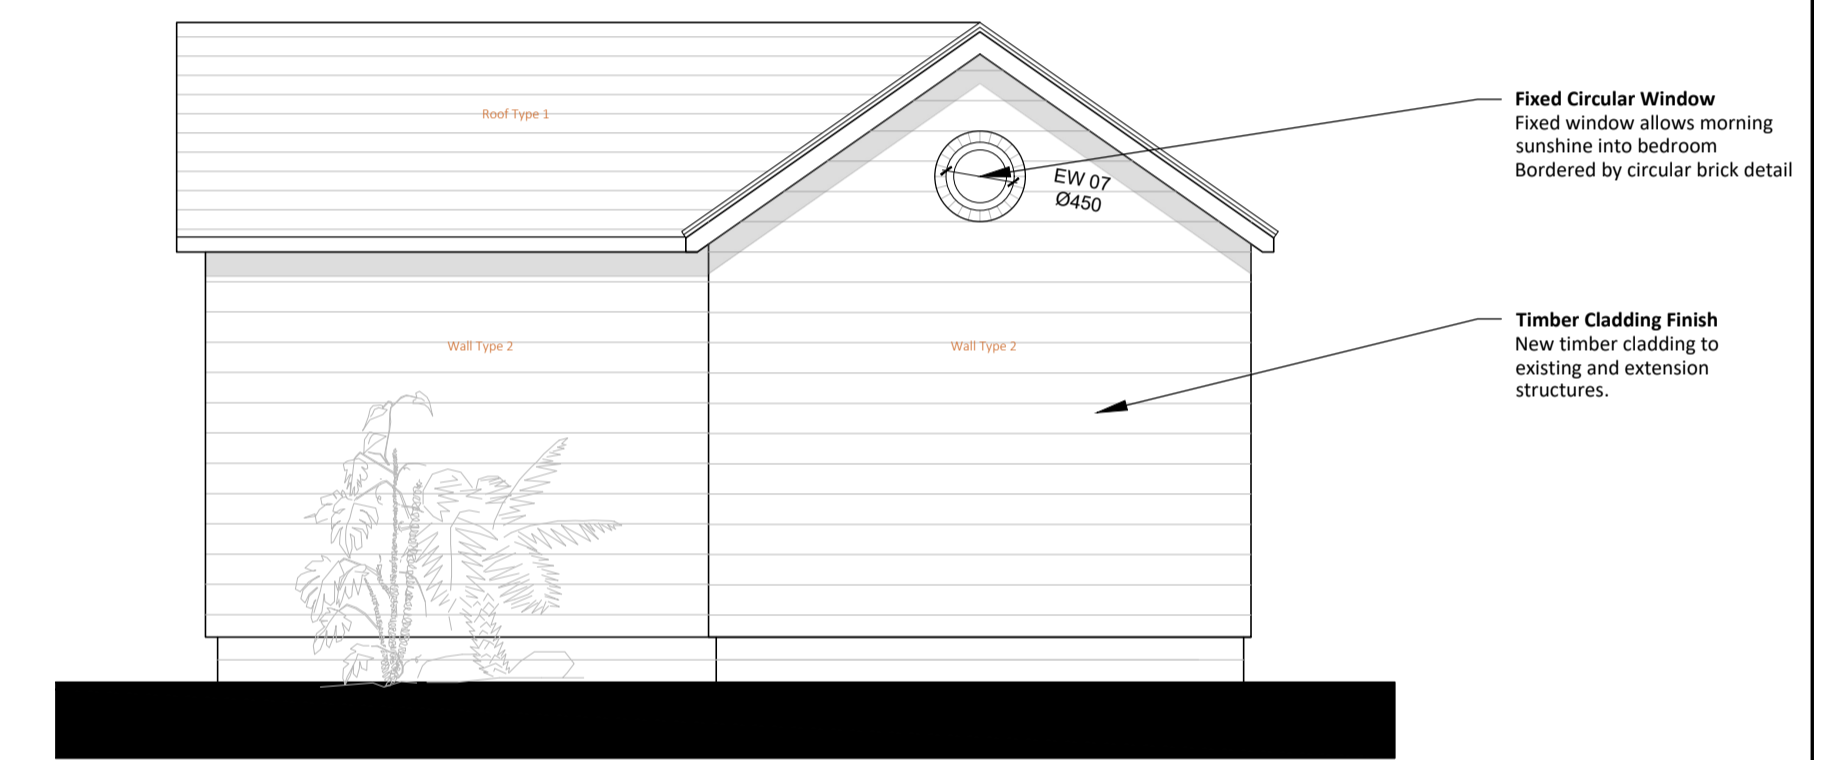 Roof Type 1
Fixed Circular Window
Fixed window allows morning
sunshine into bedroom
Bordered by circular brick detail
EW 07
Ø450
Wall Type 2
Wall Type 2
Timber Cladding Finish
New timber cladding to
existing and extension
structures.